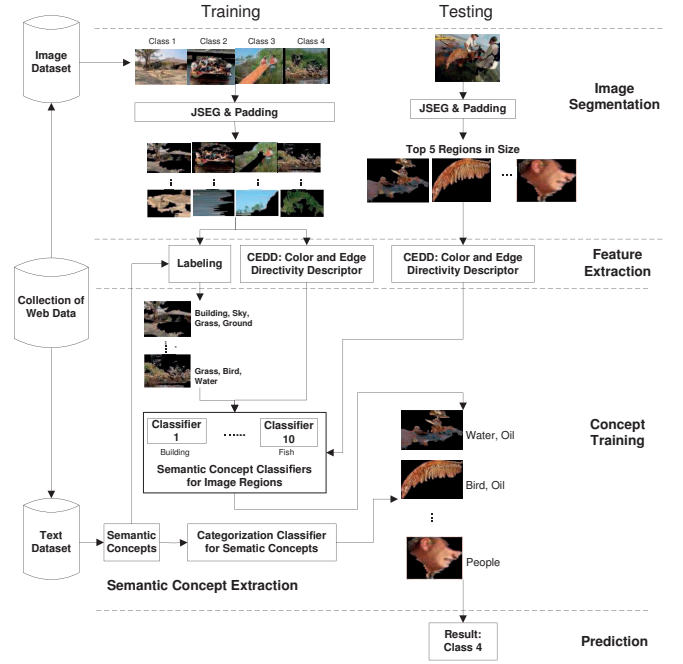 Training
Testing
Image
Dataset
Class 1
Class 2
Class 3
Class 4
JSEG & Padding
JSEG & Padding
Image
Segmentation
Top 5 Regions in Size
...
Labeling
CEDD: Color and Edge
Directivity Descriptor
CEDD: Color and Edge
Directivity Descriptor
Feature
Extraction
Collection of
Web Data
Building, Sky,
Grass, Ground
Grass, Bird,
Water
Classifier
1
......
Classifier
10
Building
Fish
Semantic Concept Classifiers
for Image Regions
Water, Oil
Bird, Oil
People
Concept
Training
Text
Dataset
Semantic
Concepts
Categorization Classifier
for Sematic Concepts
Semantic Concept Extraction
Result:
Class 4
Prediction